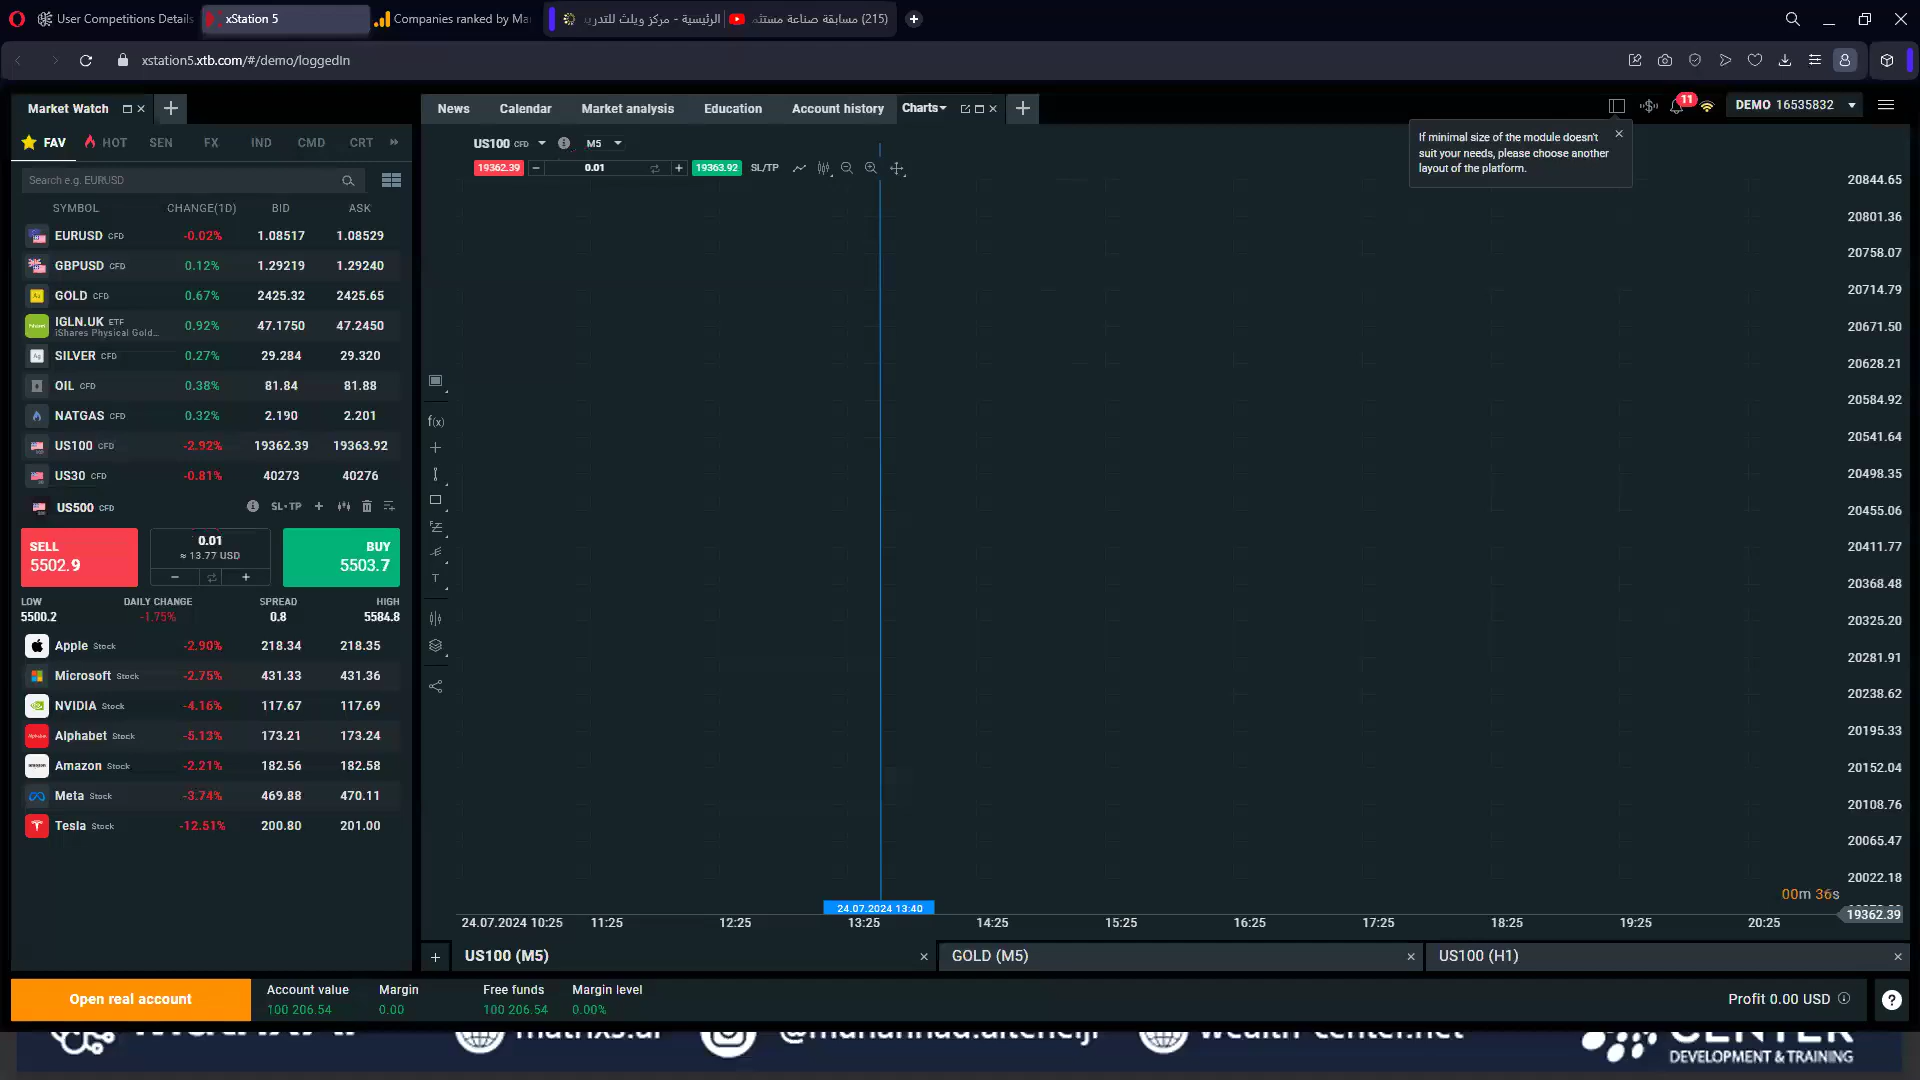 User Competitions Details
xStation 5
Companies ranked by Ma
الرئيسية - مركز ويلث للتدريب
(215) مسابقة صناعة مستثم
xstation5.xtb.com/#/demo/loggedIn
Market Watch
News
Calendar
Market analysis
Education
Account history
Charts
11
DEMO 16535832
If minimal size of the module doesn't
suit your needs, please choose another
layout of the platform.
FAV
HOT
SEN
FX
IND
CMD
CRT
Search e.g. EURUSD
SYMBOL CHANGE(1D) BID ASK
EURUSD CFD -0.02% 1.08517 1.08529
GBPUSD CFD 0.12% 1.29219 1.29240
GOLD CFD 0.67% 2425.32 2425.65
IGLN.UK ETF 0.92% 47.1750 47.2450
iShares Physical Gold...
SILVER CFD 0.27% 29.284 29.320
OIL CFD 0.38% 81.84 81.88
NATGAS CFD 0.32% 2.190 2.201
US100 CFD -2.92% 19362.39 19363.92
US30 CFD -0.81% 40273 40276
US500 CFD SL•TP
SELL
5502.9
0.01
≈ 13.77 USD
BUY
5503.7
LOW DAILY CHANGE SPREAD HIGH
5500.2 -1.75% 0.8 5584.8
Apple Stock -2.90% 218.34 218.35
Microsoft Stock -2.75% 431.33 431.36
NVIDIA Stock -4.16% 117.67 117.69
Alphabet Stock -5.13% 173.21 173.24
Amazon Stock -2.21% 182.56 182.58
Meta Stock -3.74% 469.88 470.11
Tesla Stock -12.51% 200.80 201.00
US100 CFD M5
19362.39 0.01 19363.92 SL/TP
f(x)
T
20844.65
20801.36
20758.07
20714.79
20671.50
20628.21
20584.92
20541.64
20498.35
20455.06
20411.77
20368.48
20325.20
20281.91
20238.62
20195.33
20152.04
20108.76
20065.47
20022.18
00m 36s
19362.39
24.07.2024 13:40
24.07.2024 10:25 11:25 12:25 13:25 14:25 15:25 16:25 17:25 18:25 19:25 20:25
US100 (M5)
GOLD (M5)
US100 (H1)
Open real account
Account value Margin Free funds Margin level
100 206.54 0.00 100 206.54 0.00%
Profit 0.00 USD
CENTER
DEVELOPMENT & TRAINING